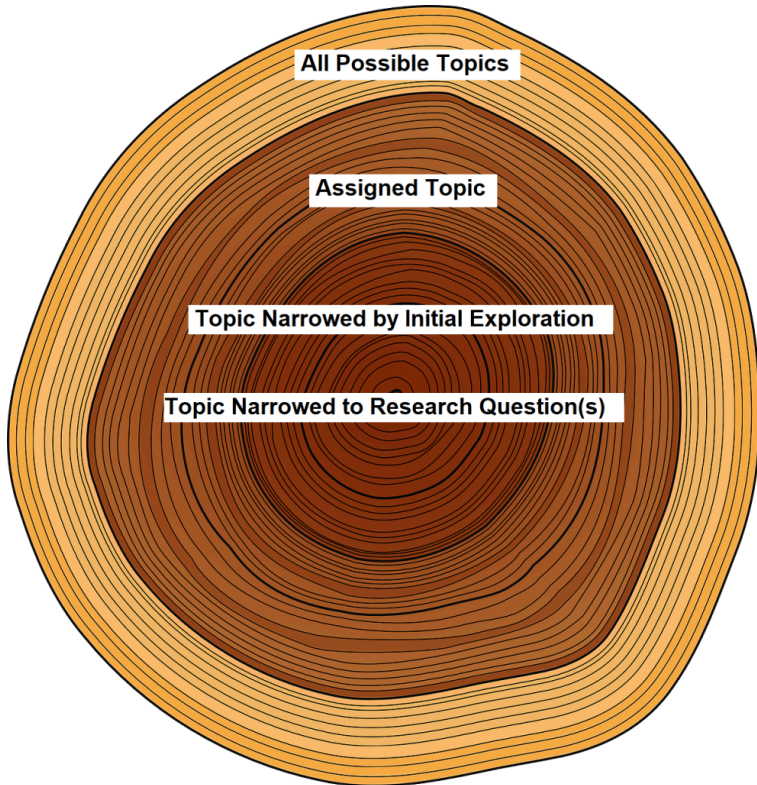 All Possible Topics
Assigned Topic
Topic Narrowed by Initial Exploration
Topic Narrowed to Research Question(s)